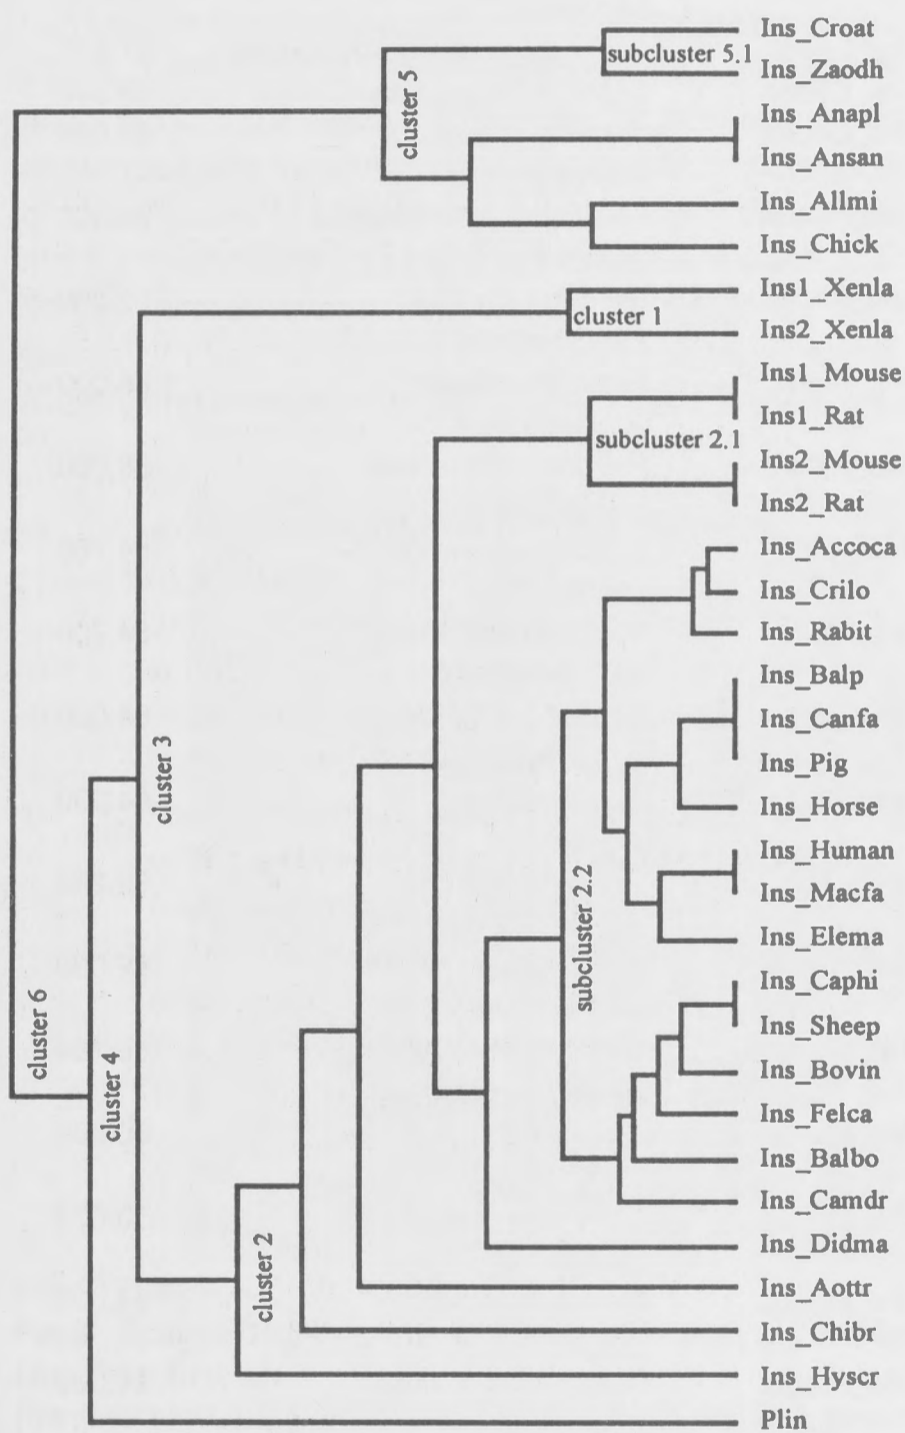 Ins_Croat
subcluster 5.1
Ins_Zaodh
cluster 5
Ins_Anapl
Ins_Ansan
Ins_Allmi
Ins_Chick
Ins1_Xenla
cluster 1
Ins2_Xenla
Ins1_Mouse
Ins1_Rat
subcluster 2.1
Ins2_Mouse
Ins2_Rat
Ins_Accoca
Ins_Crilo
Ins_Rabit
Ins_Balp
Ins_Canfa
cluster 3
Ins_Pig
Ins_Horse
Ins_Human
Ins_Macfa
subcluster 2.2
Ins_Elema
Ins_Caphi
Ins_Sheep
cluster 6
Ins_Bovin
cluster 4
Ins_Felca
Ins_Balbo
Ins_Camdr
Ins_Didma
cluster 2
Ins_Aottr
Ins_Chibr
Ins_Hyscr
Plin